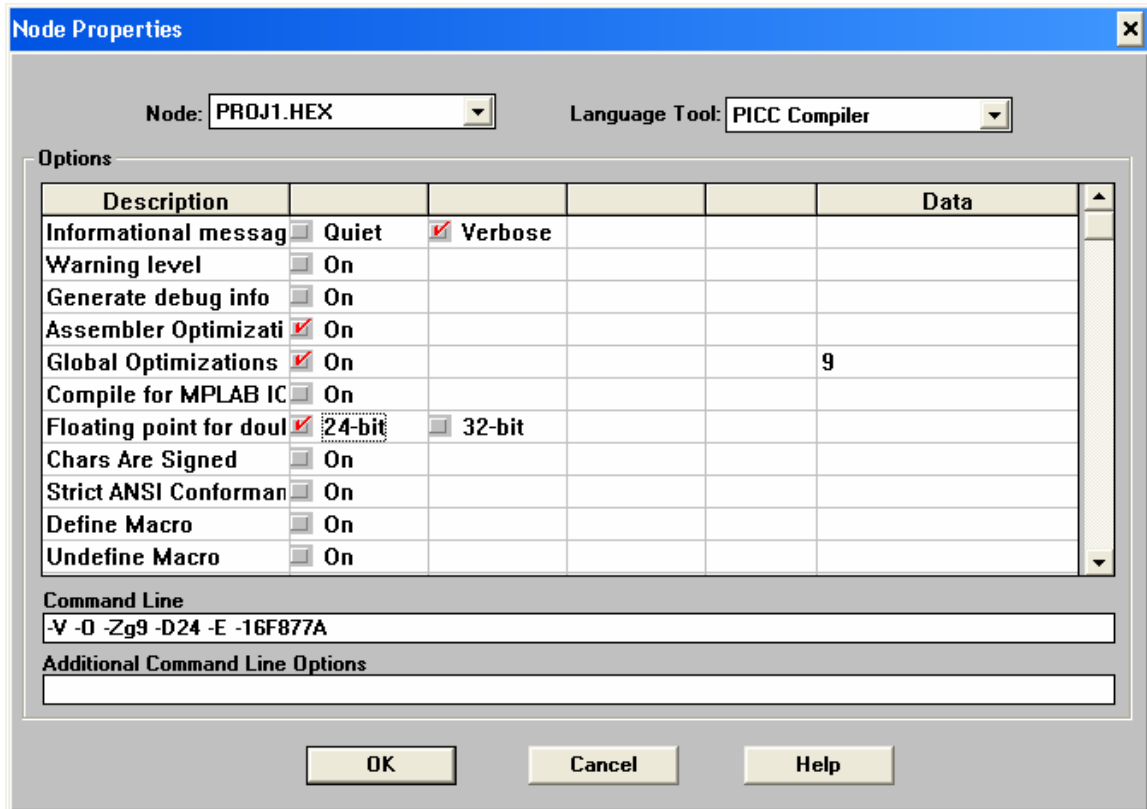 Node Properties
Node: PROJ1.HEX Language Tool: PICC Compiler
Options
Description Data
Informational messag Quiet Verbose
Warning level On
Generate debug info On
Assembler Optimizati On
Global Optimizations On 9
Compile for MPLAB IC On
Floating point for doul 24-bit 32-bit
Chars Are Signed On
Strict ANSI Conforman On
Define Macro On
Undefine Macro On
Command Line
-V -O -Zg9 -D24 -E -16F877A
Additional Command Line Options
OK Cancel Help